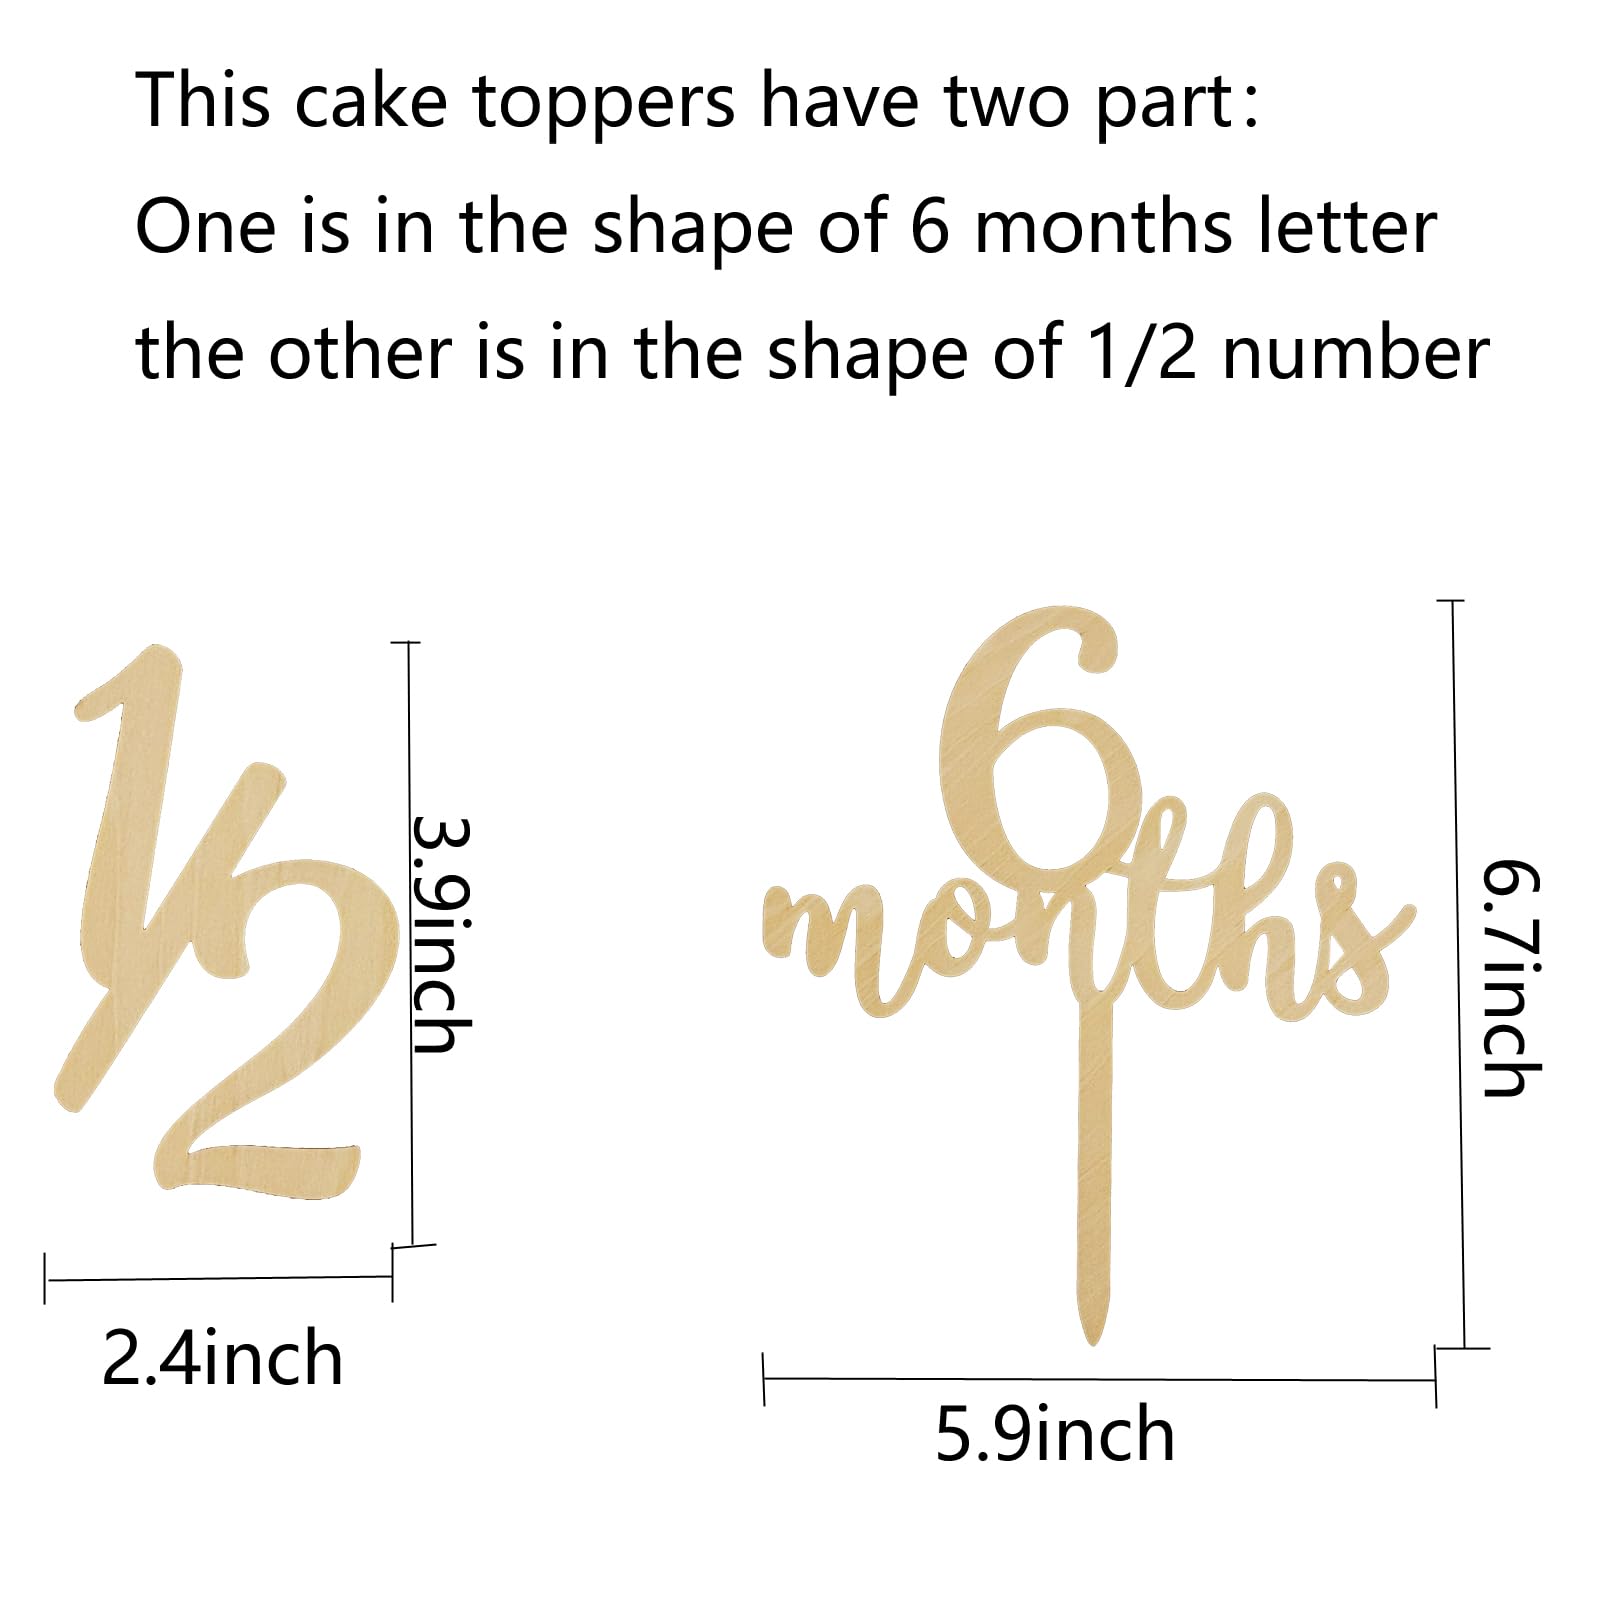 This cake toppers have two part:
One is in the shape of 6 months letter
the other is in the shape of 1/2 number
1/2
3.9inch
2.4inch
6
months
6.7inch
5.9inch